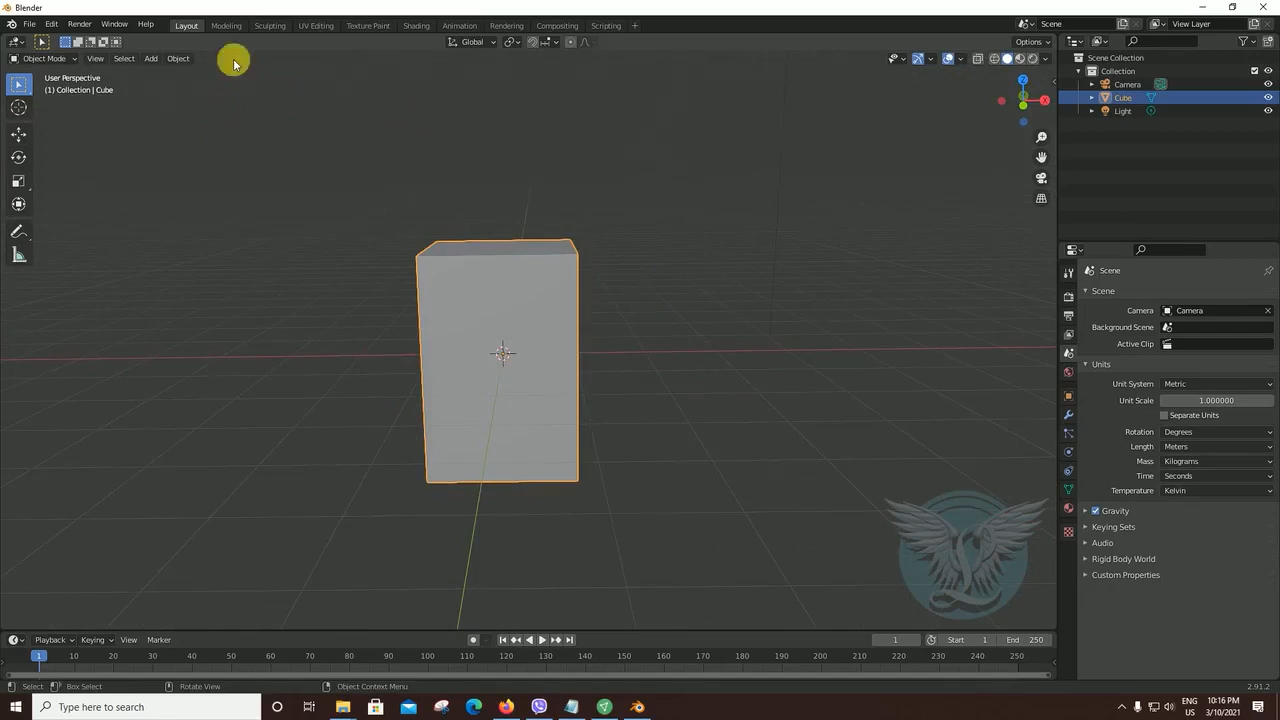 Blender
File Edit Render Window Help Layout Modeling Sculpting UV Editing Texture Paint Shading Animation Rendering Compositing Scripting + Scene View Layer
Global Options
Object Mode View Select Add Object
User Perspective
(1) Collection | Cube
Z
X
Scene Collection
Collection
Camera
Cube
Light
Scene
Scene
Camera Camera
Background Scene
Active Clip
Units
Unit System Metric
Unit Scale 1.000000
Separate Units
Rotation Degrees
Length Meters
Mass Kilograms
Time Seconds
Temperature Kelvin
Gravity
Keying Sets
Audio
Rigid Body World
Custom Properties
Playback Keying View Marker 1 Start 1 End 250
1 10 20 30 40 50 60 70 80 90 100 110 120 130 140 150 160 170 180 190 200 210 220 230 240 250
Select Box Select Rotate View Object Context Menu 2.91.2
Type here to search
ENG
US
10:16 PM
3/10/2021